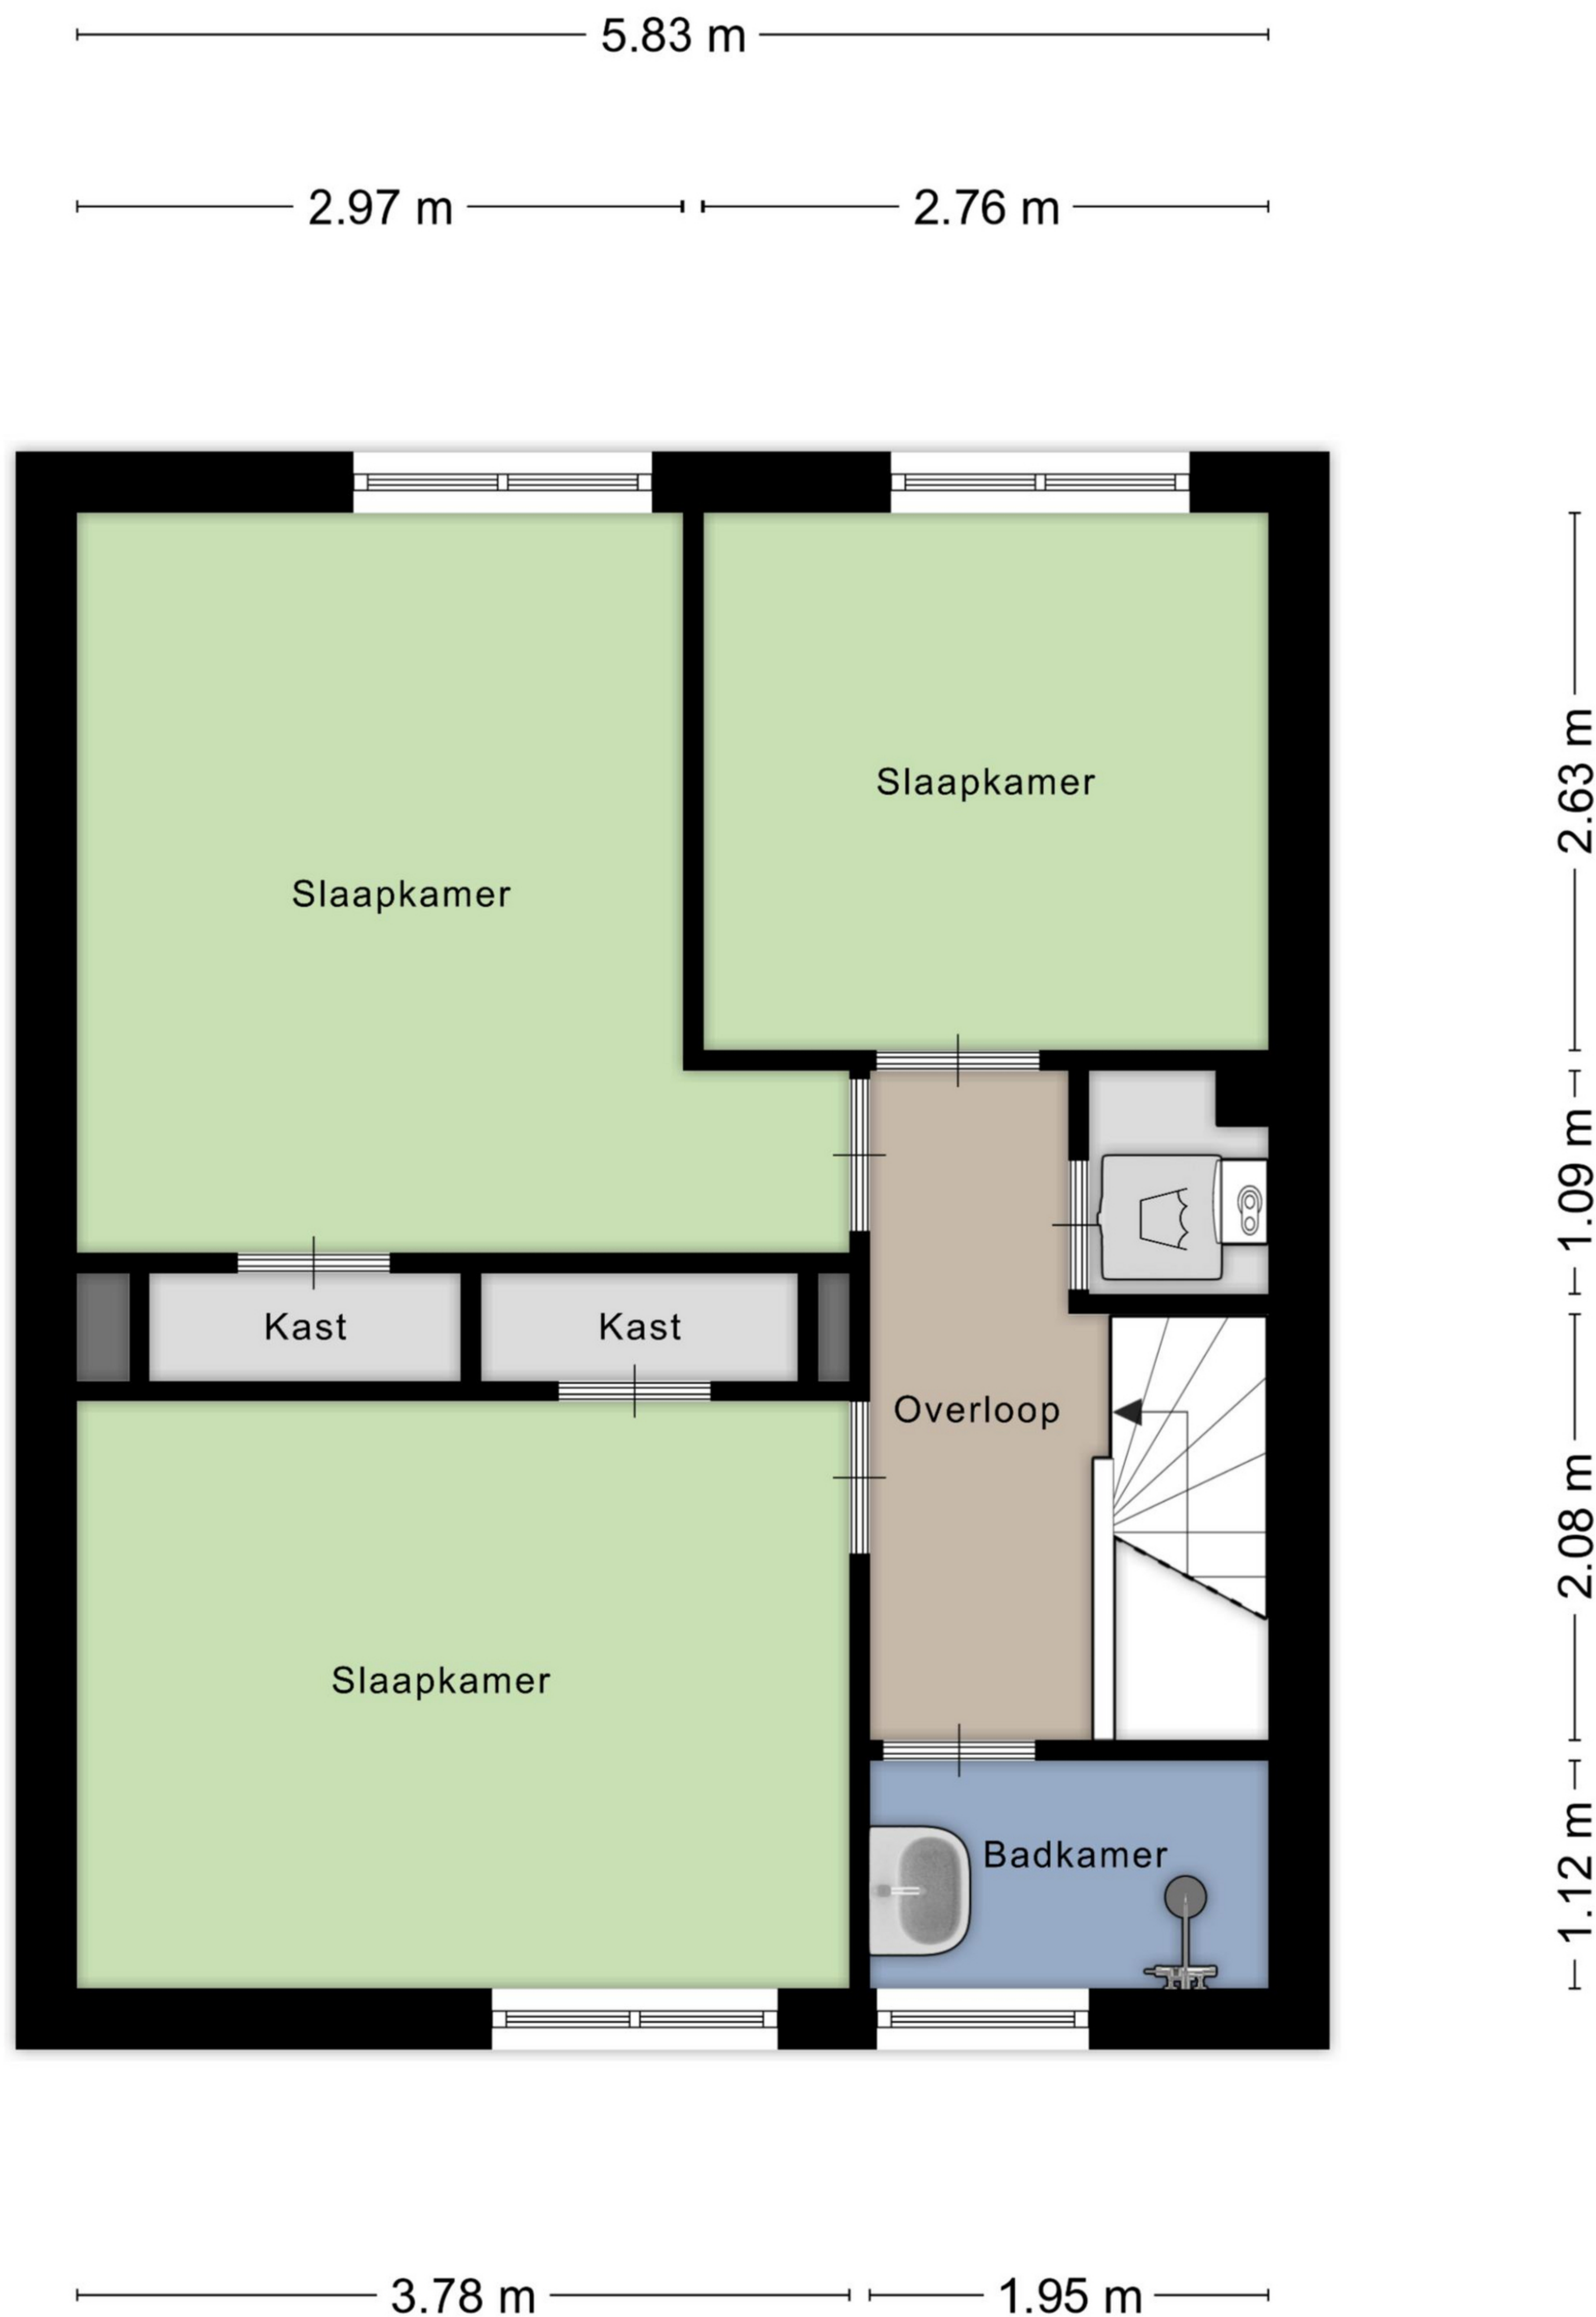 5.83 m
2.97 m
2.76 m
Slaapkamer
2.63 m
Slaapkamer
1.09 m
Kast
Kast
Overloop
2.08 m
Slaapkamer
Badkamer
1.12 m
3.78 m
1.95 m